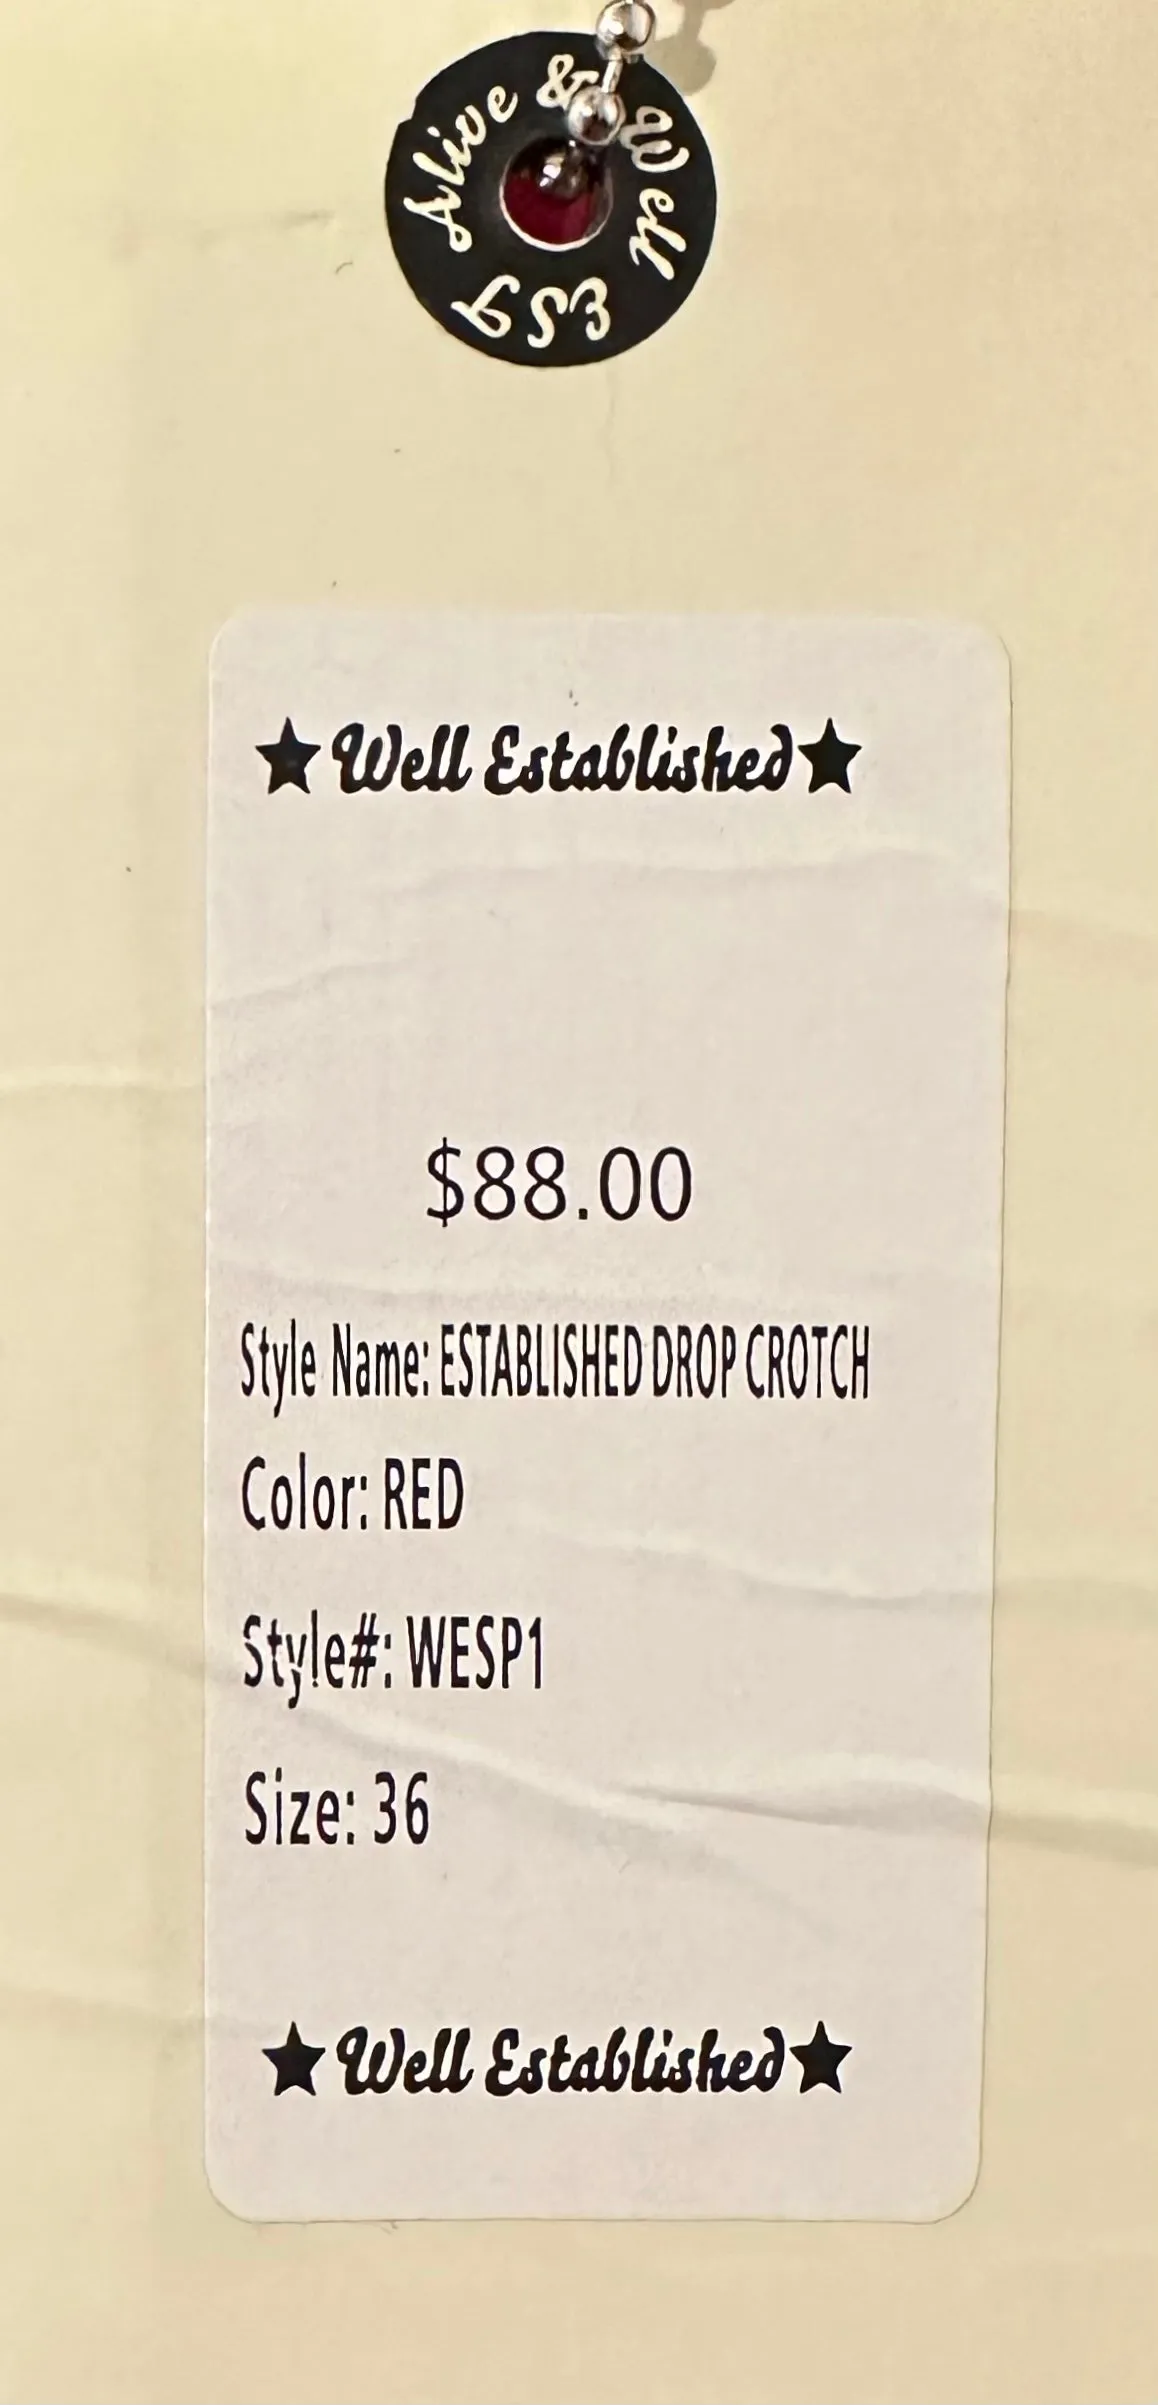 Alive & Well
EST
★Well Established★
$88.00
Style Name: ESTABLISHED DROP CROTCH
Color: RED
Style#: WESP1
Size: 36
★Well Established★